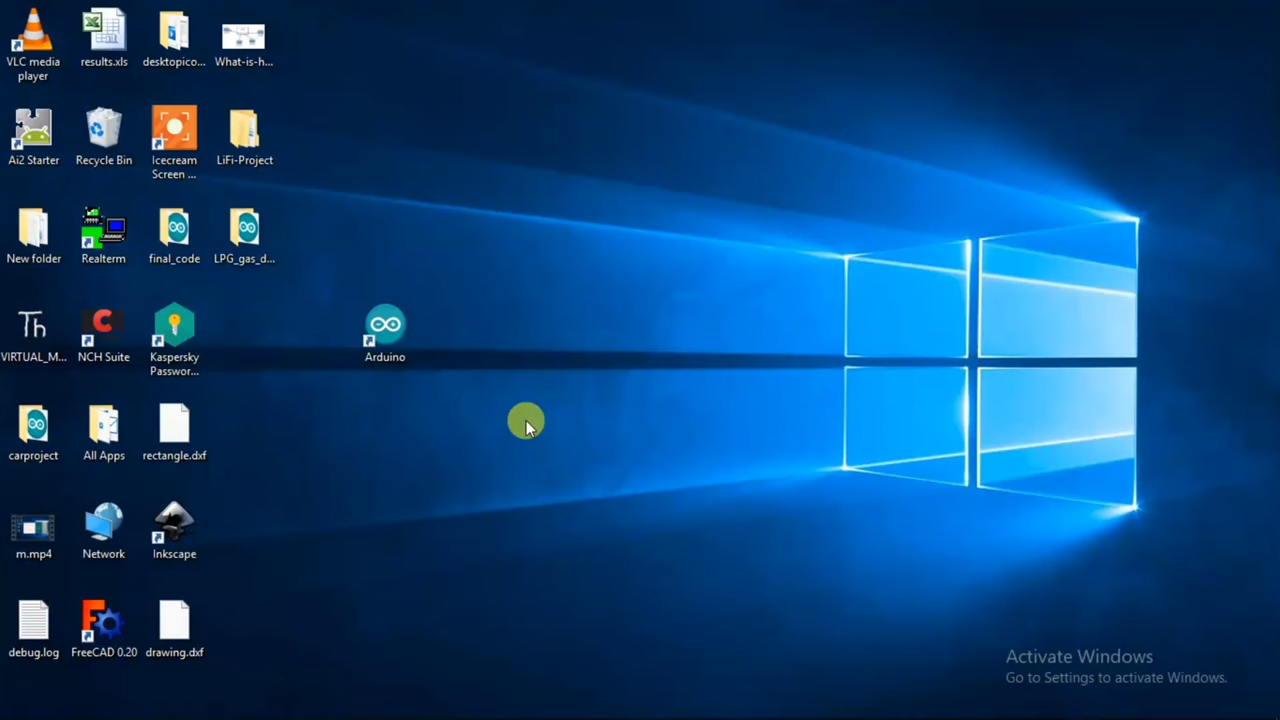 VLC media
player
results.xls
desktopico...
What-is-h...
Ai2 Starter
Recycle Bin
Icecream
Screen ...
LiFi-Project
New folder
Realterm
final_code
LPG_gas_d...
Th
VIRTUAL_M...
NCH Suite
Kaspersky
Passwor...
Arduino
carproject
All Apps
rectangle.dxf
m.mp4
Network
Inkscape
debug.log
FreeCAD 0.20
drawing.dxf
Activate Windows
Go to Settings to activate Windows.